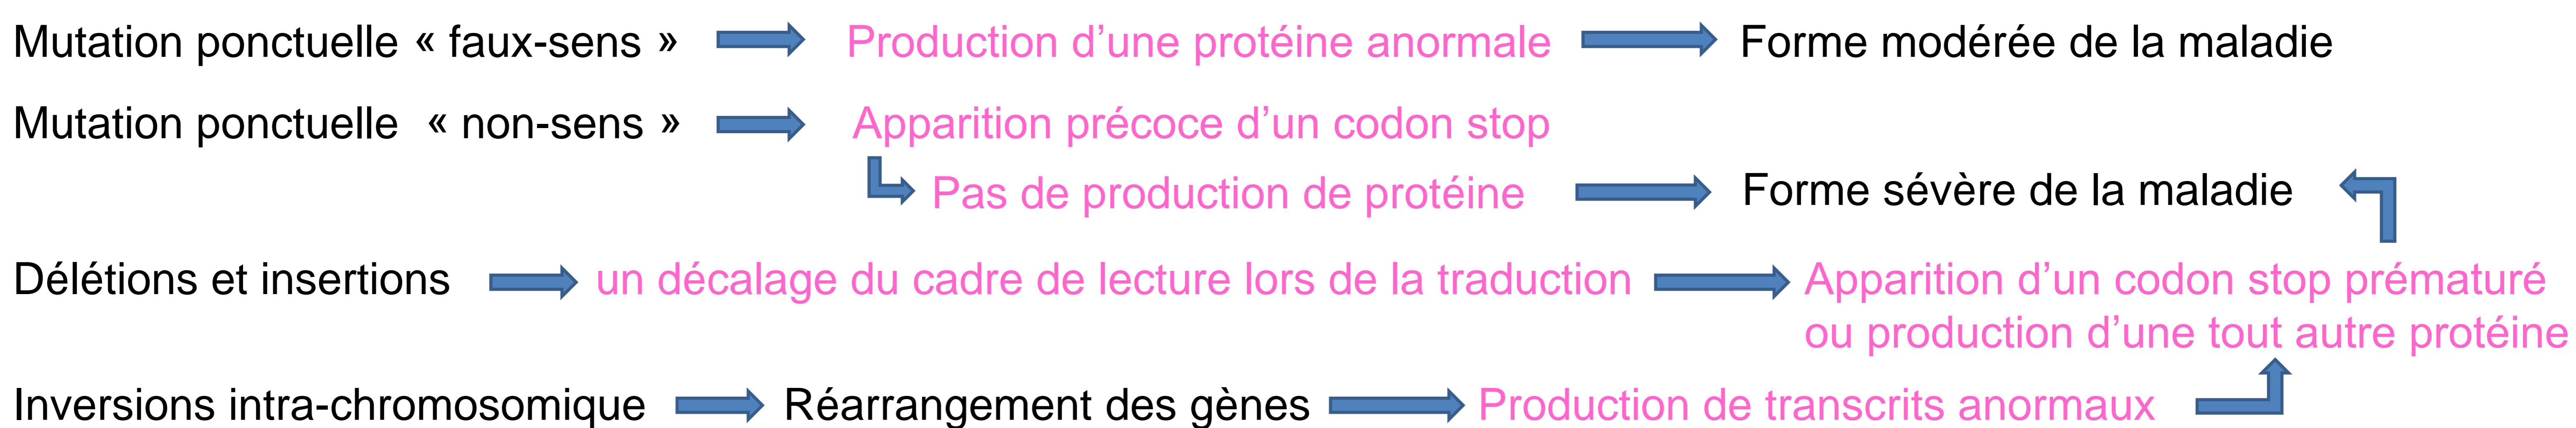 Mutation ponctuelle « faux-sens » Production d’une protéine anormale Forme modérée de la maladie
Mutation ponctuelle « non-sens » Apparition précoce d’un codon stop
Pas de production de protéine Forme sévère de la maladie
Délétions et insertions un décalage du cadre de lecture lors de la traduction Apparition d’un codon stop prématuré
ou production d’une tout autre protéine
Inversions intra-chromosomique Réarrangement des gènes Production de transcrits anormaux